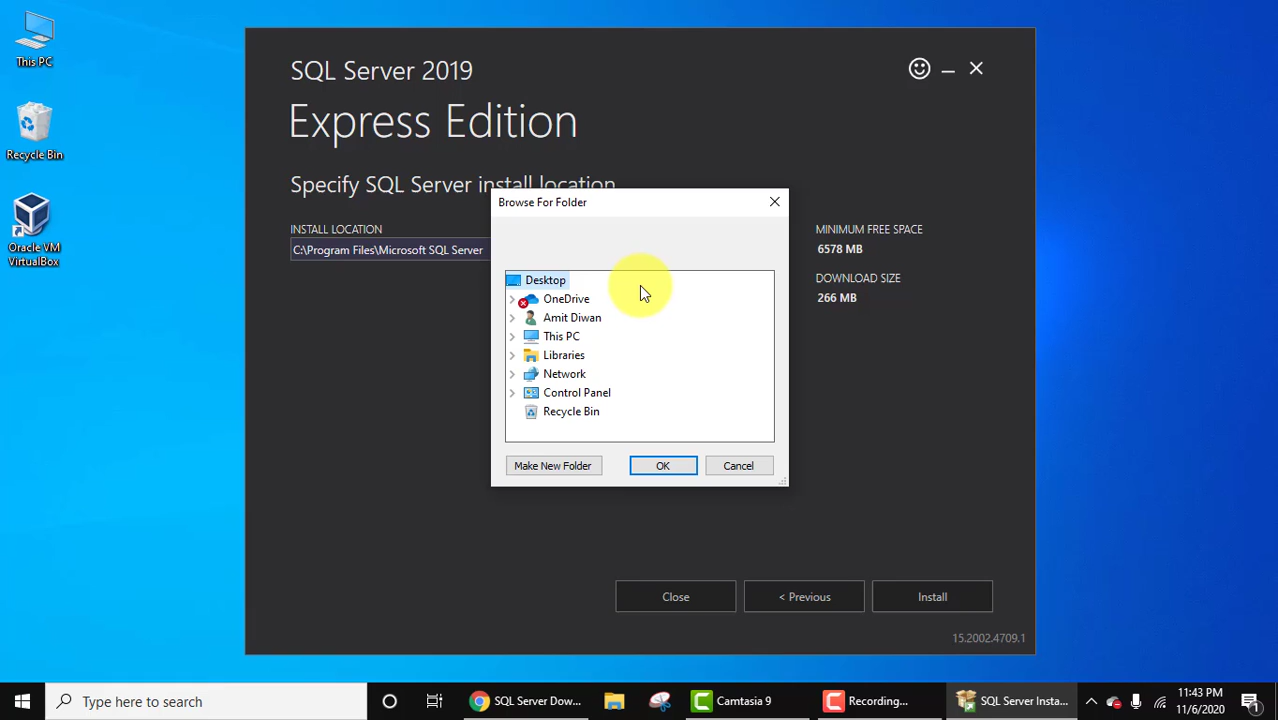 This PC
Recycle Bin
Oracle VM
VirtualBox
SQL Server 2019
Express Edition
Specify SQL Server install location
INSTALL LOCATION
C:\Program Files\Microsoft SQL Server
MINIMUM FREE SPACE
6578 MB
DOWNLOAD SIZE
266 MB
Browse For Folder
Desktop
OneDrive
Amit Diwan
This PC
Libraries
Network
Control Panel
Recycle Bin
Make New Folder
OK
Cancel
Close
< Previous
Install
15.2002.4709.1
Type here to search
SQL Server Dow...
Camtasia 9
Recording...
SQL Server Insta...
11:43 PM
11/6/2020
1